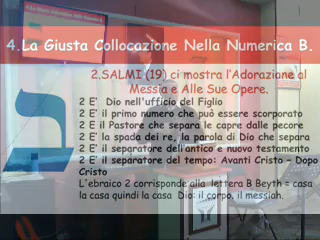 4.La Giusta Collocazione Nella Numerica B.
2.SALMI (19) ci mostra l'Adorazione al
Messia e Alle Sue Opere.
2 E' Dio nell'ufficio del Figlio
2 E' il primo numero che può essere scorporato
2 E il Pastore che separa le capre dalle pecore
2 E' la spada dei re, la parola di Dio che separa
2 E' il separatore dell'antico e nuovo testamento
2 E' il separatore del tempo: Avanti Cristo – Dopo
Cristo
L'ebraico 2 corrisponde alla lettera B Beyth = casa
la casa quindi la casa Dio: il corpo, il messiah.
ב